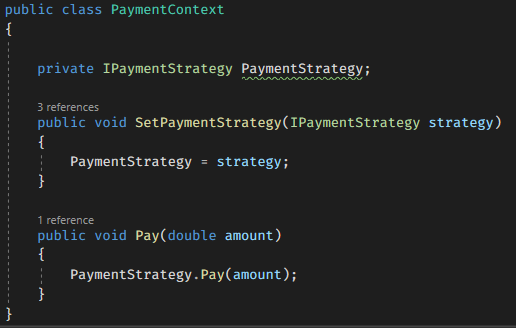 public class PaymentContext
{
private IPaymentStrategy PaymentStrategy;
3 references
public void SetPaymentStrategy(IPaymentStrategy strategy)
{
PaymentStrategy = strategy;
}
1 reference
public void Pay(double amount)
{
PaymentStrategy.Pay(amount);
}
}